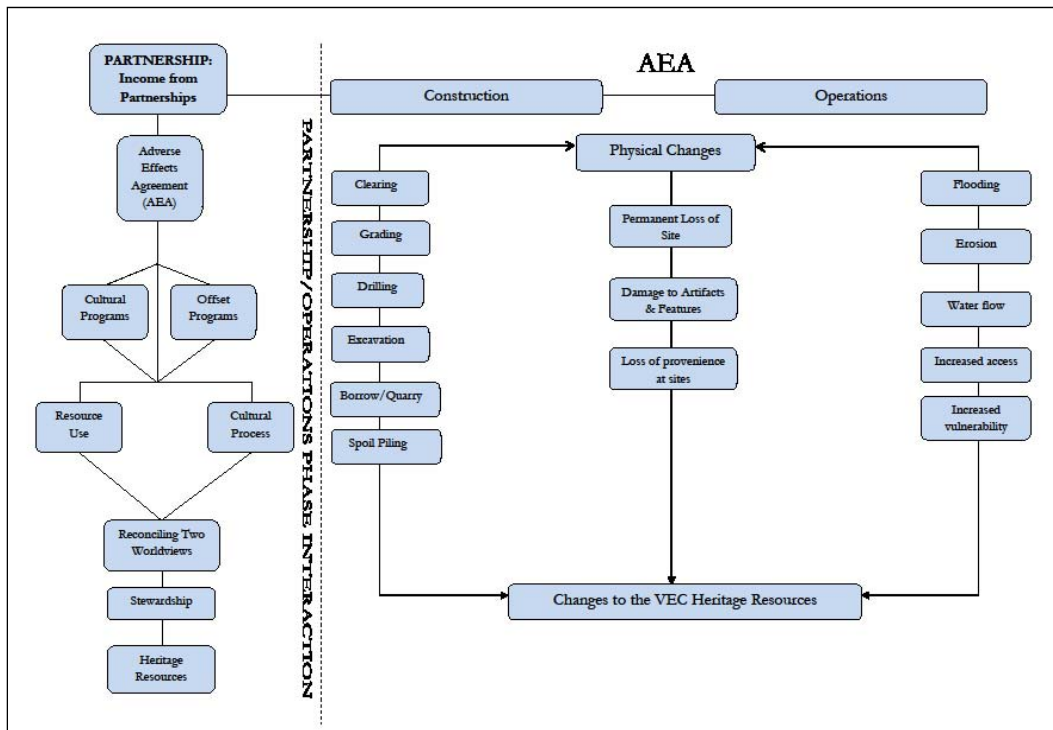 PARTNERSHIP:
Income from
Partnerships
Adverse
Effects
Agreement
(AEA)
Cultural
Programs
Offset
Programs
Resource
Use
Cultural
Process
Reconciling Two
Worldviews
Stewardship
Heritage
Resources
PARTNERSHIP/OPERATIONS PHASE INTERACTION
AEA
Construction
Operations
Physical Changes
Clearing
Grading
Drilling
Excavation
Borrow/Quarry
Spoil Piling
Permanent Loss of
Site
Damage to Artifacts
& Features
Loss of provenience
at sites
Flooding
Erosion
Water flow
Increased access
Increased
vulnerability
Changes to the VEC Heritage Resources